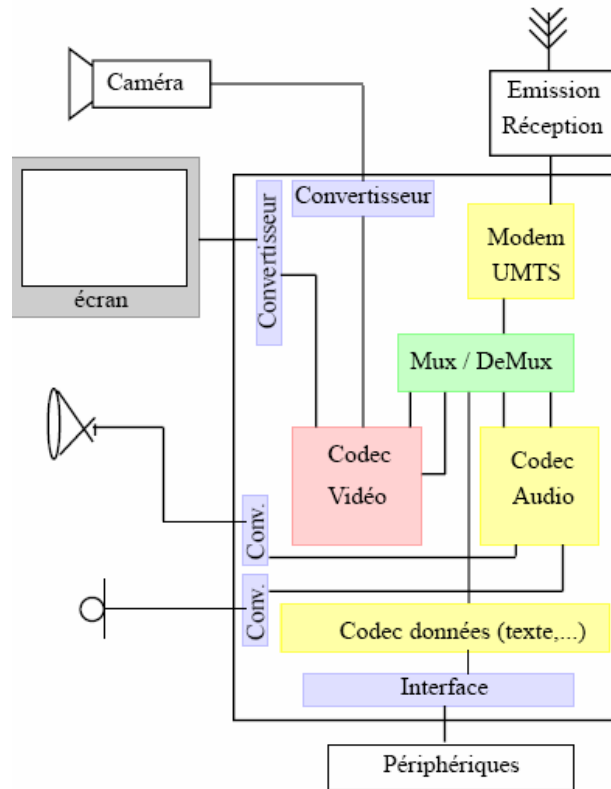 Caméra
Emission
Réception
Convertisseur
Convertisseur
écran
Modem
UMTS
Mux / DeMux
Codec
Vidéo
Codec
Audio
Conv.
Conv.
Codec données (texte,...)
Interface
Périphériques